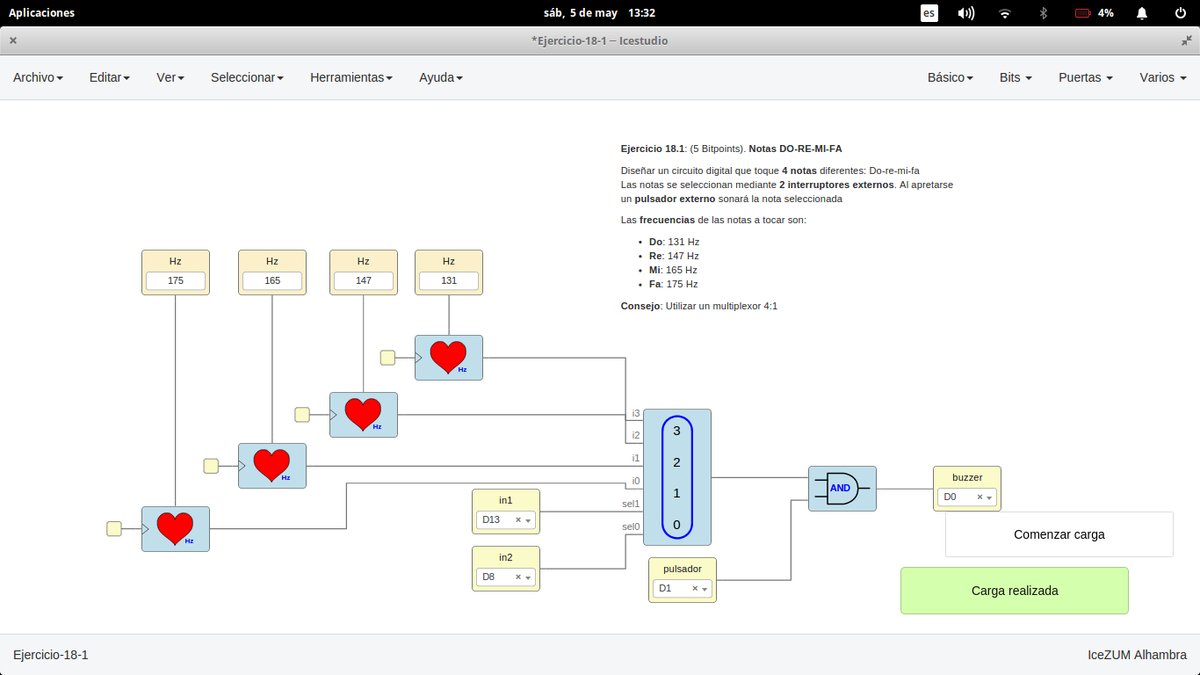 Aplicaciones sáb, 5 de may 13:32 es 4%
*Ejercicio-18-1 – Icestudio
Archivo Editar Ver Seleccionar Herramientas Ayuda Básico Bits Puertas Varios
Ejercicio 18.1: (5 Bitpoints). Notas DO-RE-MI-FA
Diseñar un circuito digital que toque 4 notas diferentes: Do-re-mi-fa
Las notas se seleccionan mediante 2 interruptores externos. Al apretarse
un pulsador externo sonará la nota seleccionada
Las frecuencias de las notas a tocar son:
• Do: 131 Hz
• Re: 147 Hz
• Mi: 165 Hz
• Fa: 175 Hz
Consejo: Utilizar un multiplexor 4:1
Hz Hz Hz Hz
175 165 147 131
Hz
Hz
Hz
Hz
i3
i2
i1
i0
sel1
sel0
3
2
1
0
in1
D13
in2
D8
pulsador
D1
AND
buzzer
D0
Comenzar carga
Carga realizada
Ejercicio-18-1 IceZUM Alhambra